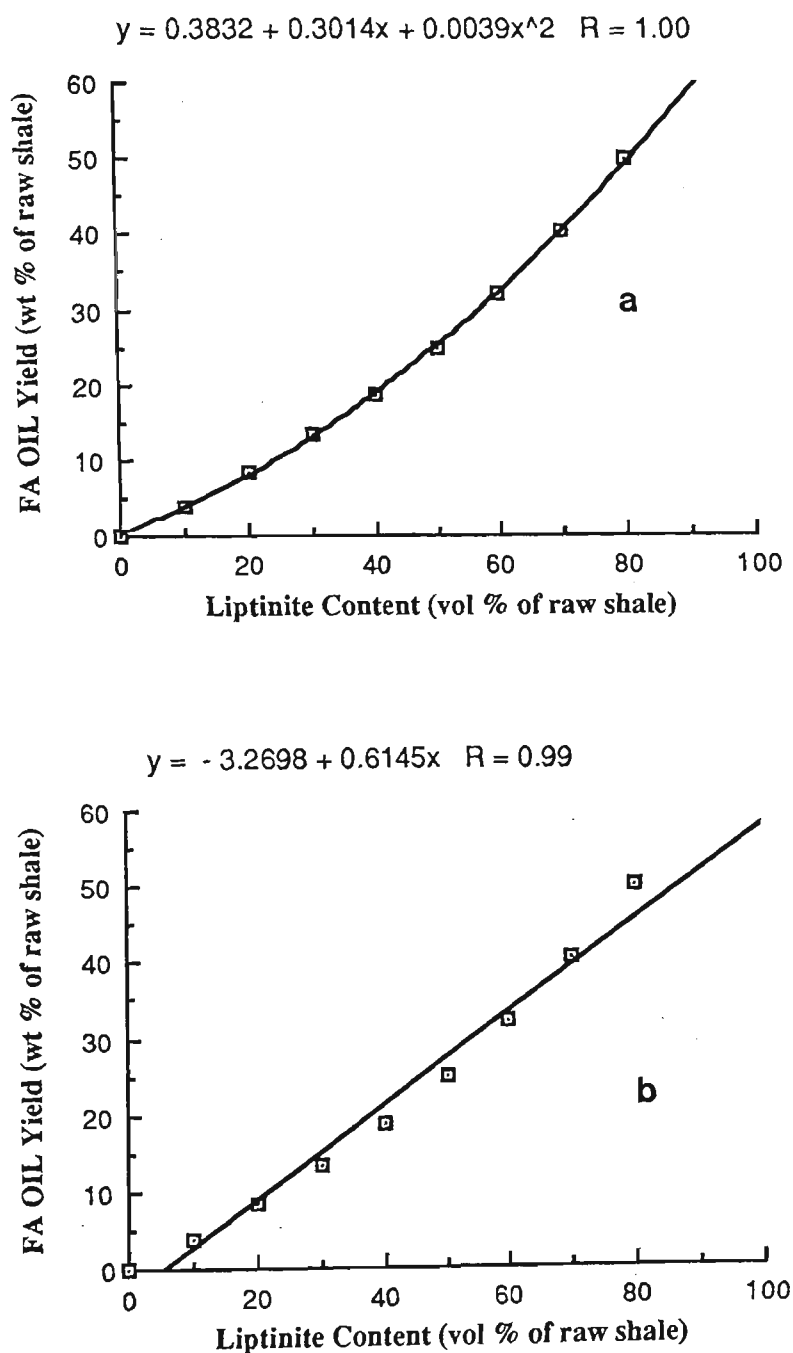 y = 0.3832 + 0.3014x + 0.0039x^2 R = 1.00
60
50
40
30
20
10
0
FA OIL Yield (wt % of raw shale)
a
0 20 40 60 80 100
Liptinite Content (vol % of raw shale)
y = - 3.2698 + 0.6145x R = 0.99
60
50
40
30
20
10
0
FA OIL Yield (wt % of raw shale)
b
0 20 40 60 80 100
Liptinite Content (vol % of raw shale)